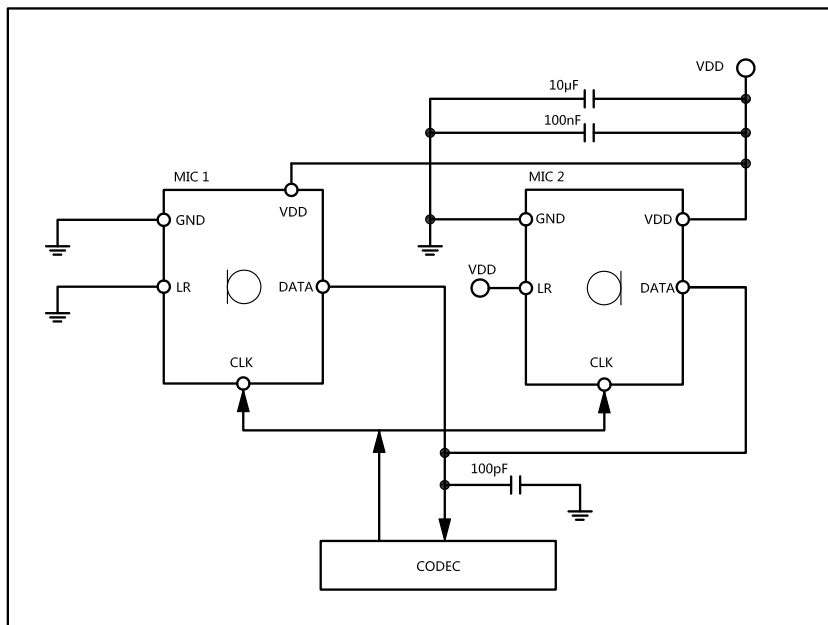 VDD
10µF
100nF
MIC 1
MIC 2
VDD
GND
GND
VDD
VDD
LR
DATA
LR
DATA
CLK
CLK
100pF
CODEC